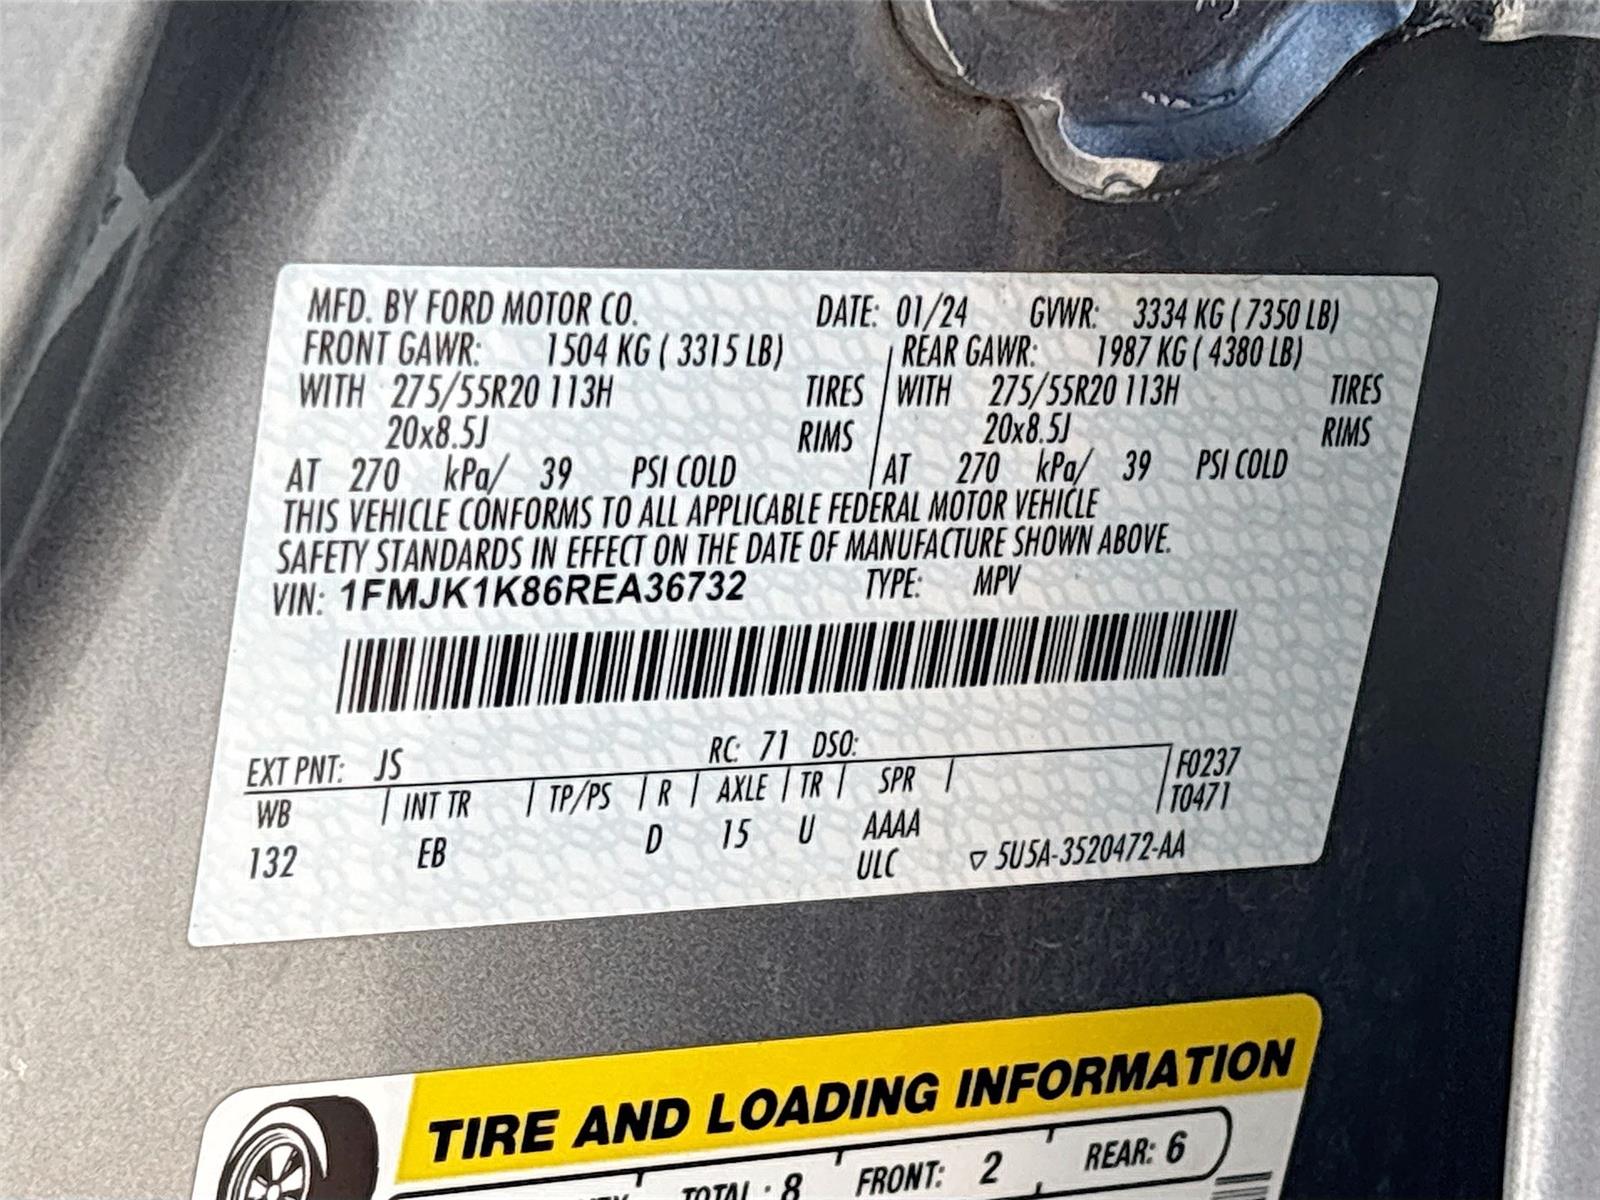 MFD. BY FORD MOTOR CO. DATE: 01/24 GVWR: 3334 KG ( 7350 LB)
FRONT GAWR: 1504 KG ( 3315 LB) REAR GAWR: 1987 KG ( 4380 LB)
WITH 275/55R20 113H TIRES WITH 275/55R20 113H TIRES
20x8.5J RIMS 20x8.5J RIMS
AT 270 kPa/ 39 PSI COLD AT 270 kPa/ 39 PSI COLD
THIS VEHICLE CONFORMS TO ALL APPLICABLE FEDERAL MOTOR VEHICLE
SAFETY STANDARDS IN EFFECT ON THE DATE OF MANUFACTURE SHOWN ABOVE.
VIN: 1FMJK1K86REA36732 TYPE: MPV
EXT PNT: JS RC: 71 DSO:
WB INT TR TP/PS R AXLE TR SPR F0237
T0471
132 EB D 15 U AAAA
ULC ▽ 5U5A-3520472-AA
TIRE AND LOADING INFORMATION
TOTAL : 8 FRONT: 2 REAR: 6